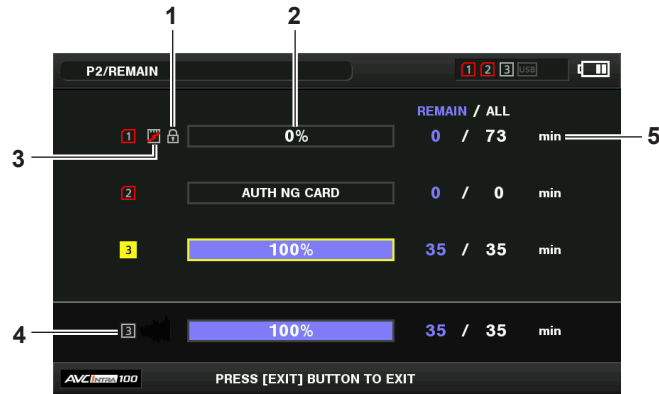 1 2
P2/REMAIN 1 2 3 USB
REMAIN / ALL
1 0% 0 / 73 min 5
3
2 AUTH NG CARD 0 / 0 min
3 100% 35 / 35 min
4 3 100% 35 / 35 min
AVC INTRA 100 PRESS [EXIT] BUTTON TO EXIT